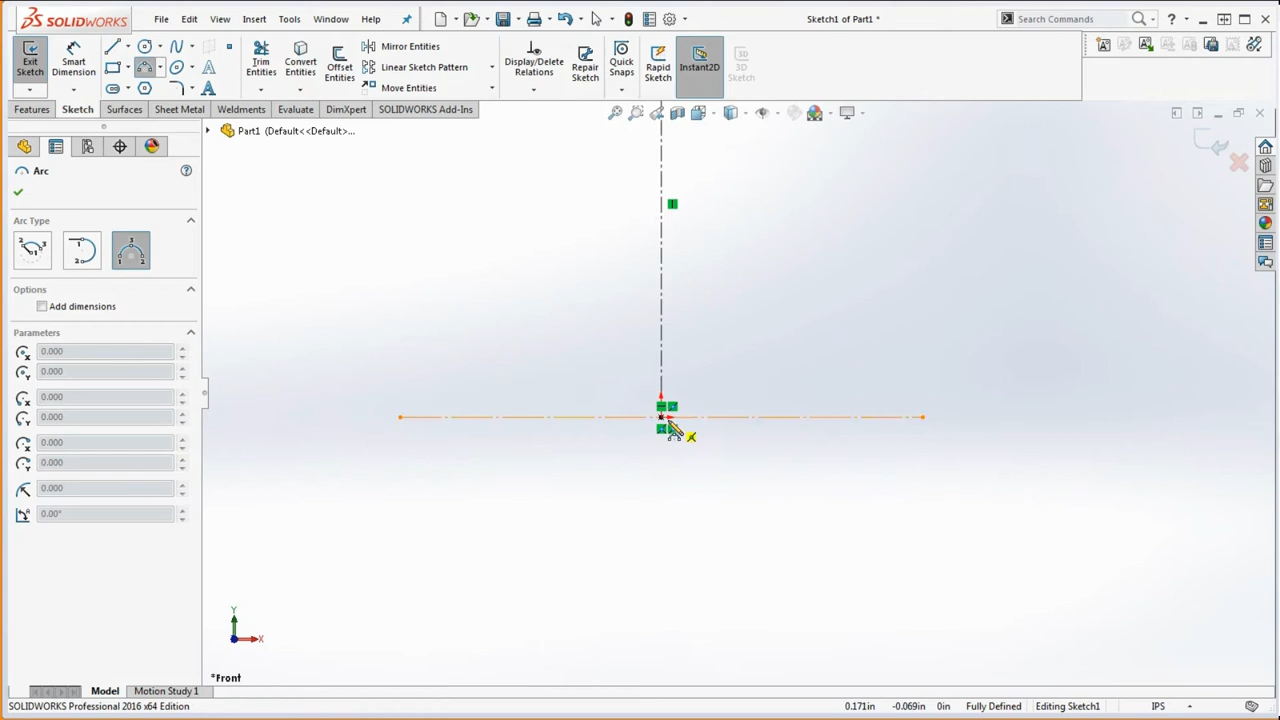 SOLIDWORKS File Edit View Insert Tools Window Help Sketch1 of Part1 * Search Commands
Exit Sketch Smart Dimension Trim Entities Convert Entities Offset Entities Mirror Entities Linear Sketch Pattern Move Entities Display/Delete Relations Repair Sketch Quick Snaps Rapid Sketch Instant2D 3D Sketch
Features Sketch Surfaces Sheet Metal Weldments Evaluate DimXpert SOLIDWORKS Add-Ins
Part1 (Default<<Default>...
Arc
Arc Type
Options
Add dimensions
Parameters
0.000
0.000
0.000
0.000
0.000
0.000
0.000
0.00°
Y
X
*Front
Model Motion Study 1
SOLIDWORKS Professional 2016 x64 Edition 0.171in -0.069in 0in Fully Defined Editing Sketch1 IPS